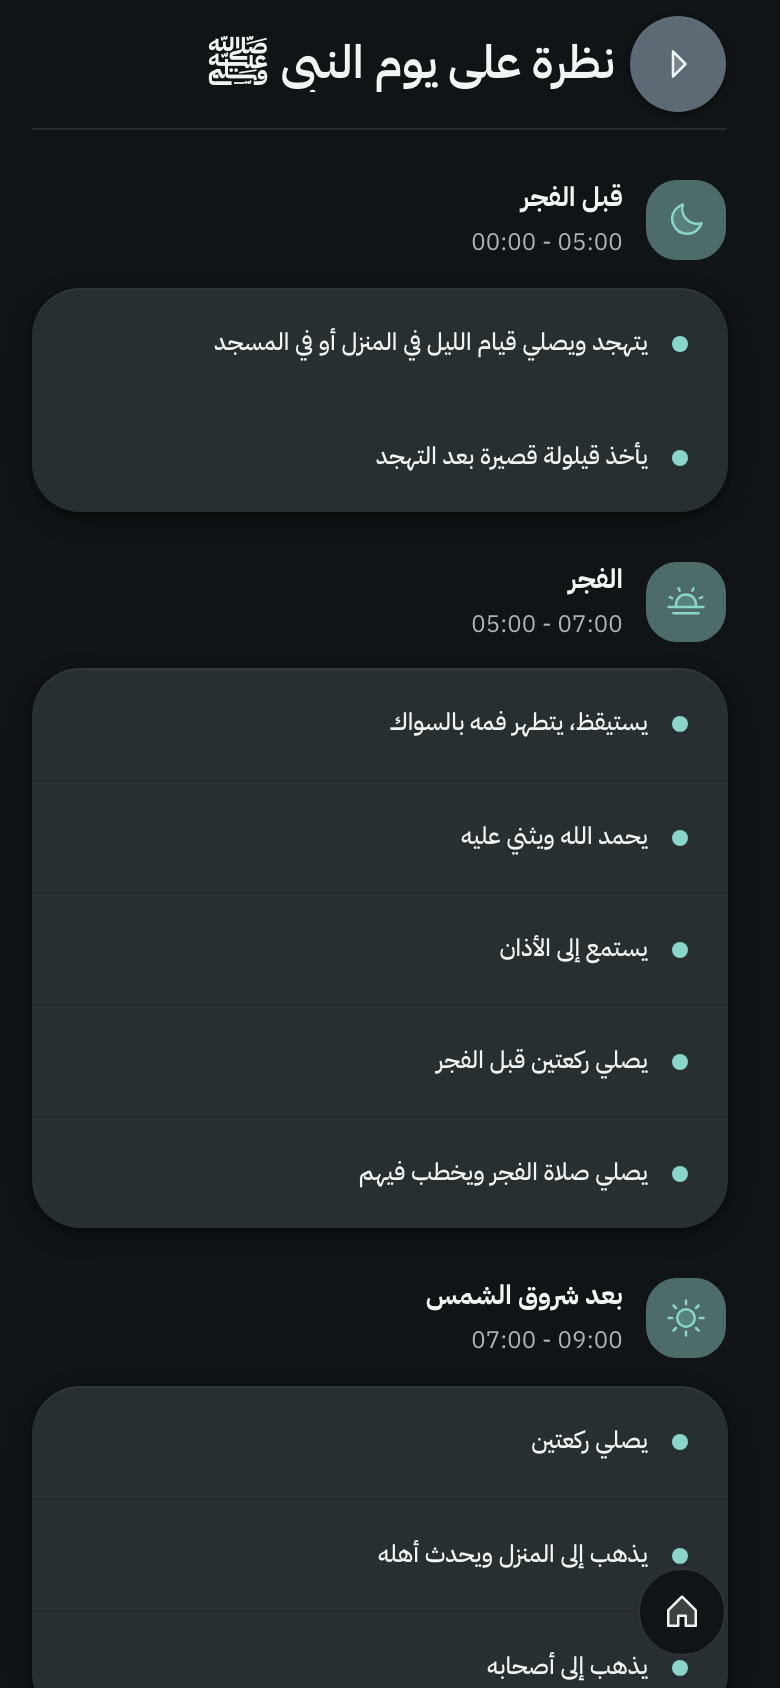 نظرة على يوم النبي ﷺ
قبل الفجر
00:00 - 05:00
يتهجد ويصلي قيام الليل في المنزل أو في المسجد
يأخذ قيلولة قصيرة بعد التهجد
الفجر
05:00 - 07:00
يستيقظ، يتطهر فمه بالسواك
يحمد الله ويثني عليه
يستمع إلى الأذان
يصلي ركعتين قبل الفجر
يصلي صلاة الفجر ويخطب فيهم
بعد شروق الشمس
07:00 - 09:00
يصلي ركعتين
يذهب إلى المنزل ويحدث أهله
يذهب إلى أصحابه